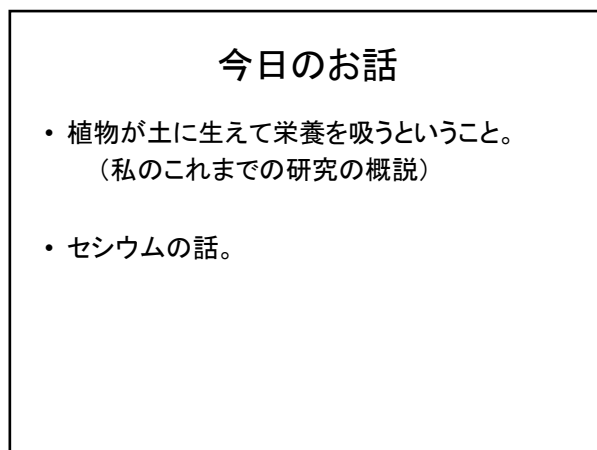 今日のお話
• 植物が土に生えて栄養を吸うということ。
（私のこれまでの研究の概説）
• セシウムの話。